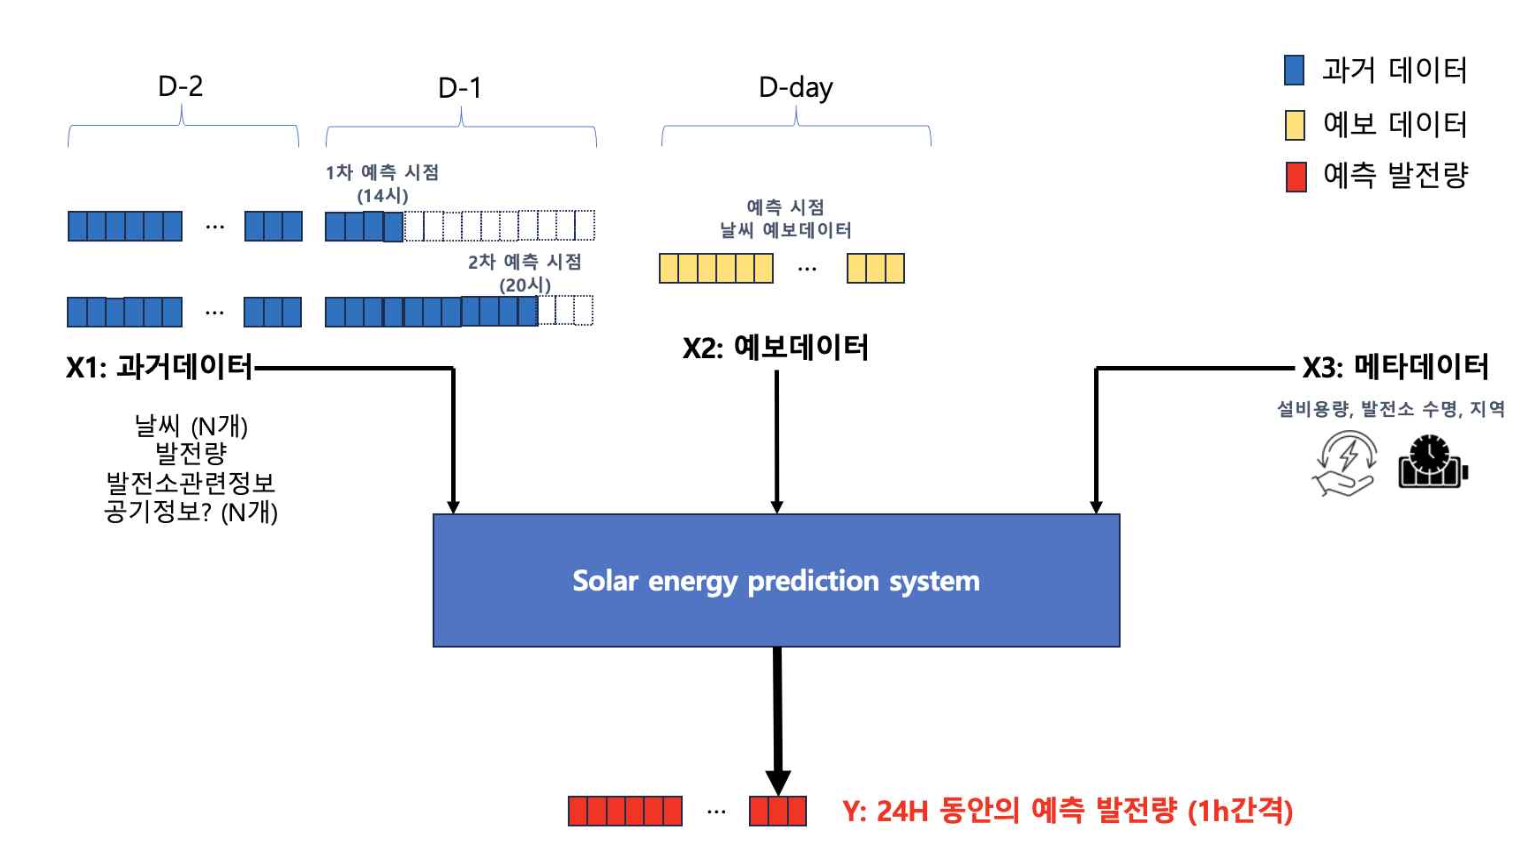 D-2
D-1
D-day
과거 데이터
예보 데이터
예측 발전량
1차 예측 시점
(14시)
...
2차 예측 시점
(20시)
...
예측 시점
날씨 예보데이터
...
X1: 과거데이터
날씨 (N개)
발전량
발전소관련정보
공기정보? (N개)
X2: 예보데이터
X3: 메타데이터
설비용량, 발전소 수명, 지역
Solar energy prediction system
...
Y: 24H 동안의 예측 발전량 (1h간격)